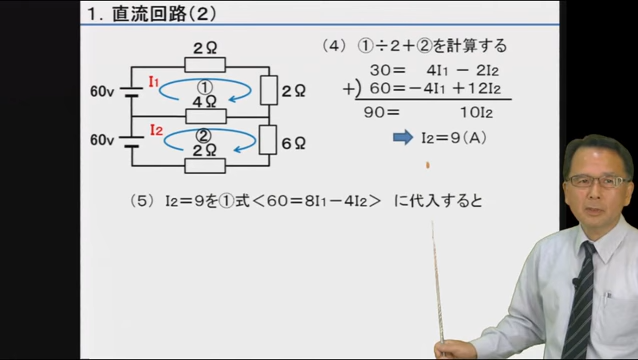 1．直流回路（2）
2Ω
60v
I1
①
2Ω
4Ω
60v
I2
②
6Ω
2Ω
（4）①÷2＋②を計算する
30＝ 4I1 − 2I2
＋) 60＝−4I1 ＋12I2
90＝ 10I2
I2＝9（A）
（5）I2＝9を①式＜60＝8I1−4I2＞ に代入すると